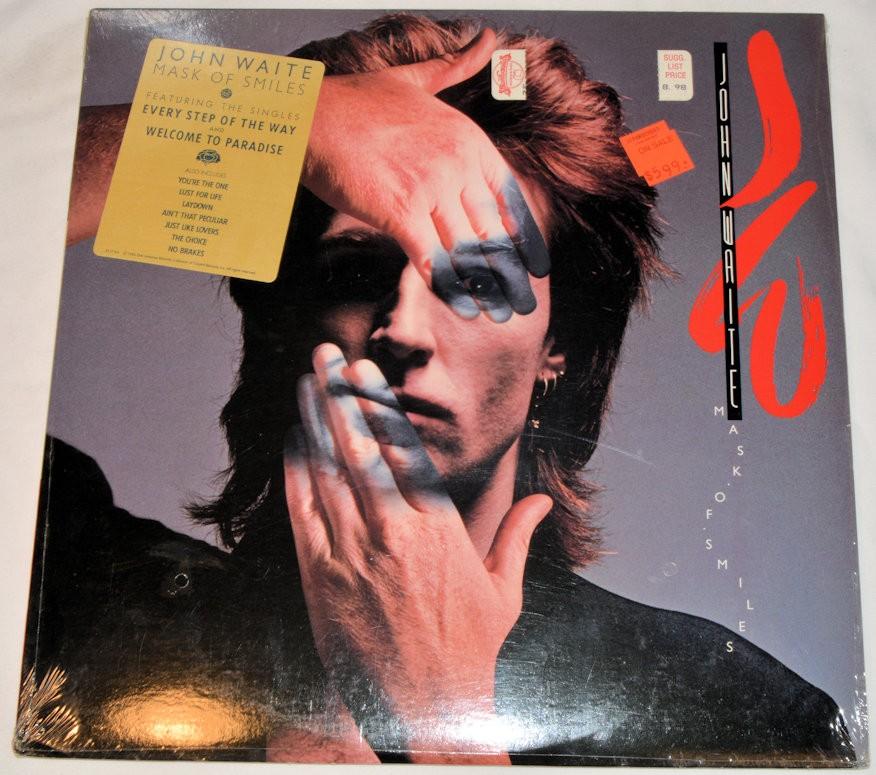 JOHN WAITE
MASK OF SMILES
FEATURING THE SINGLES
EVERY STEP OF THE WAY
AND
WELCOME TO PARADISE
ALSO INCLUDES
YOU'RE THE ONE
LUST FOR LIFE
LAYDOWN
AIN'T THAT PECULIAR
JUST LIKE LOVERS
THE CHOICE
NO BRAKES
SUGG.
LIST
PRICE
8.98
ON SALE
$5.99
JOHN WAITE
MASK OF SMILES